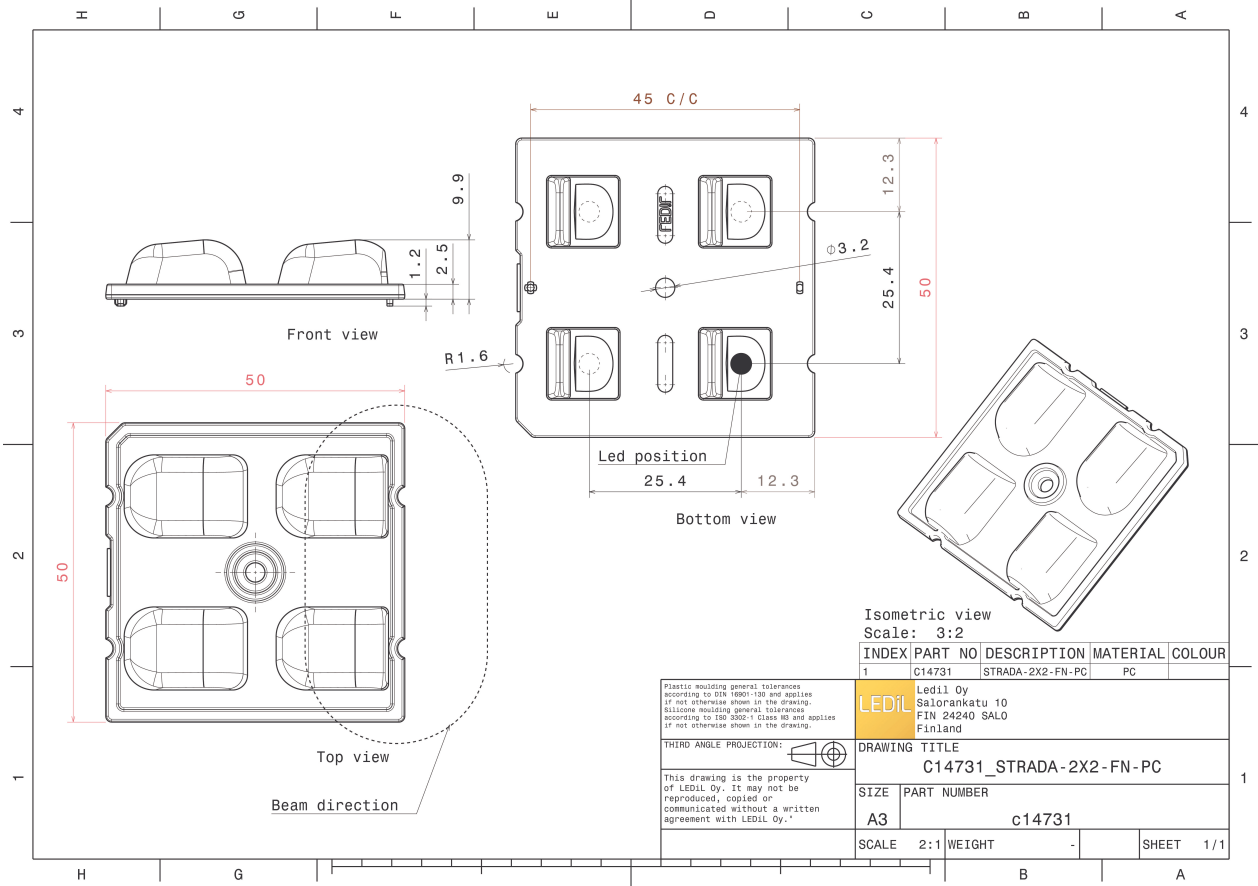 H G F E D C B A
4
4
3
3
2
2
1
1
45 C/C
12.3
25.4
50
⌀3.2
R1.6
Led position
25.4
12.3
Bottom view
9.9
1.2
2.5
Front view
50
50
Top view
Beam direction
Isometric view
Scale: 3:2
INDEX PART NO DESCRIPTION MATERIAL COLOUR
1 C14731 STRADA-2X2-FN-PC PC
Plastic moulding general tolerances
according to DIN 16901-130 and applies
if not otherwise shown in the drawing.
Silicone moulding general tolerances
according to ISO 3302-1 Class M3 and applies
if not otherwise shown in the drawing.
LEDiL
Ledil Oy
Salorankatu 10
FIN 24240 SALO
Finland
THIRD ANGLE PROJECTION:
DRAWING TITLE
C14731_STRADA-2X2-FN-PC
This drawing is the property
of LEDiL Oy. It may not be
reproduced, copied or
communicated without a written
agreement with LEDiL Oy."
SIZE PART NUMBER
A3 c14731
SCALE 2:1 WEIGHT - SHEET 1/1
H G B A